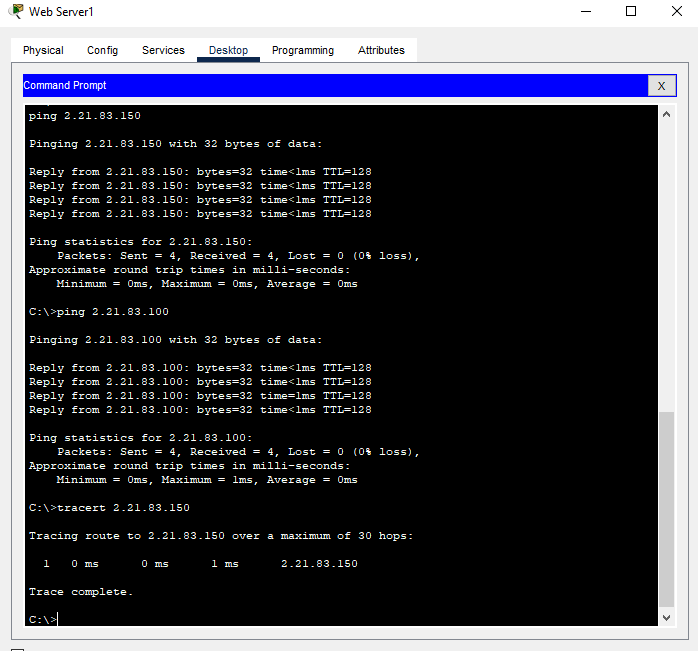 Web Server1
Physical Config Services Desktop Programming Attributes
Command Prompt X
ping 2.21.83.150
Pinging 2.21.83.150 with 32 bytes of data:
Reply from 2.21.83.150: bytes=32 time<1ms TTL=128
Reply from 2.21.83.150: bytes=32 time<1ms TTL=128
Reply from 2.21.83.150: bytes=32 time<1ms TTL=128
Reply from 2.21.83.150: bytes=32 time<1ms TTL=128
Ping statistics for 2.21.83.150:
Packets: Sent = 4, Received = 4, Lost = 0 (0% loss),
Approximate round trip times in milli-seconds:
Minimum = 0ms, Maximum = 0ms, Average = 0ms
C:\>ping 2.21.83.100
Pinging 2.21.83.100 with 32 bytes of data:
Reply from 2.21.83.100: bytes=32 time<1ms TTL=128
Reply from 2.21.83.100: bytes=32 time<1ms TTL=128
Reply from 2.21.83.100: bytes=32 time=1ms TTL=128
Reply from 2.21.83.100: bytes=32 time<1ms TTL=128
Ping statistics for 2.21.83.100:
Packets: Sent = 4, Received = 4, Lost = 0 (0% loss),
Approximate round trip times in milli-seconds:
Minimum = 0ms, Maximum = 1ms, Average = 0ms
C:\>tracert 2.21.83.150
Tracing route to 2.21.83.150 over a maximum of 30 hops:
1 0 ms 0 ms 1 ms 2.21.83.150
Trace complete.
C:\>